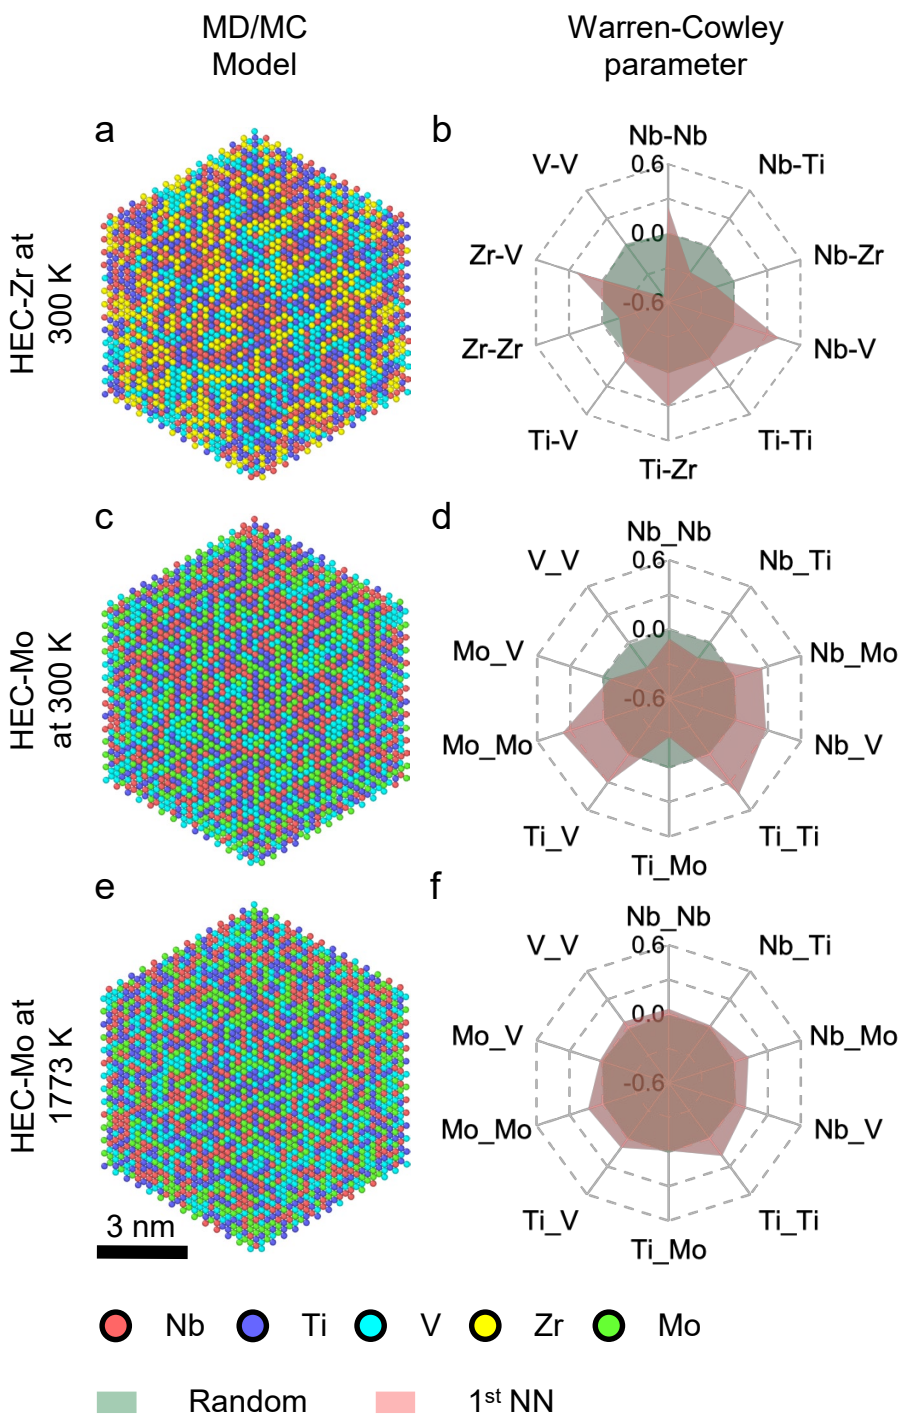 MD/MC
Model
Warren-Cowley
parameter
HEC-Zr at
300 K
a
b
Nb-Nb
0.6
0.0
-0.6
Nb-Ti
Nb-Zr
Nb-V
Ti-Ti
Ti-Zr
Ti-V
Zr-Zr
Zr-V
V-V
HEC-Mo
at 300 K
c
d
Nb_Nb
0.6
0.0
-0.6
Nb_Ti
Nb_Mo
Nb_V
Ti_Ti
Ti_Mo
Ti_V
Mo_Mo
Mo_V
V_V
HEC-Mo at
1773 K
e
3 nm
f
Nb_Nb
0.6
0.0
-0.6
Nb_Ti
Nb_Mo
Nb_V
Ti_Ti
Ti_Mo
Ti_V
Mo_Mo
Mo_V
V_V
Nb Ti V Zr Mo
Random 1st NN